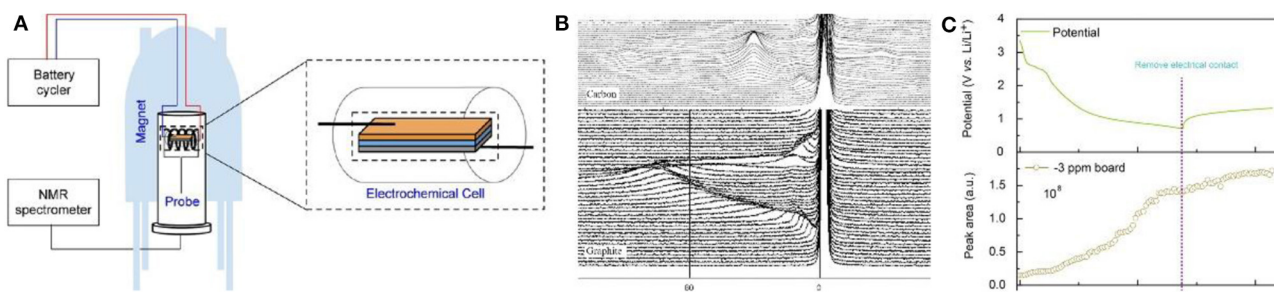 A
Battery
cycler
NMR
spectrometer
Magnet
Probe
Electrochemical Cell
B
Carbon
Graphite
60
0
C
Potential (V vs. Li/Li⁺)
4
3
2
1
0
Potential
Remove electrical contact
Peak area (a.u.)
1.5
1.0
0.5
0.0
-3 ppm board
10⁸